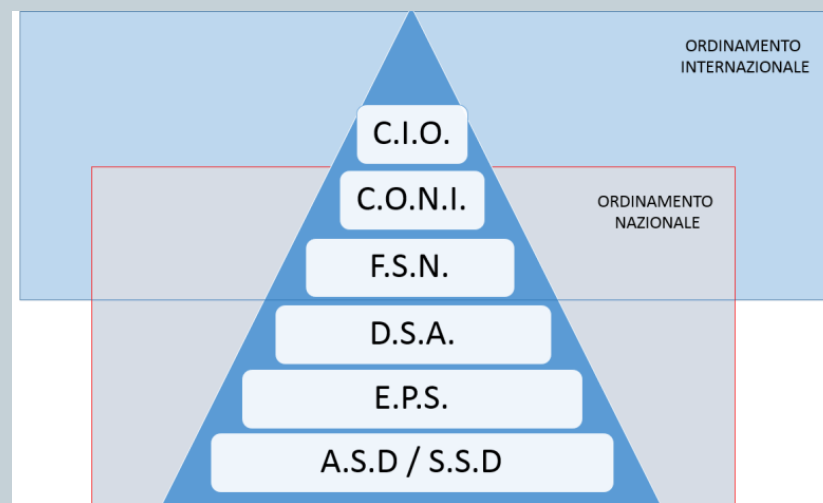 ORDINAMENTO
INTERNAZIONALE
C.I.O.
C.O.N.I.
ORDINAMENTO
NAZIONALE
F.S.N.
D.S.A.
E.P.S.
A.S.D / S.S.D